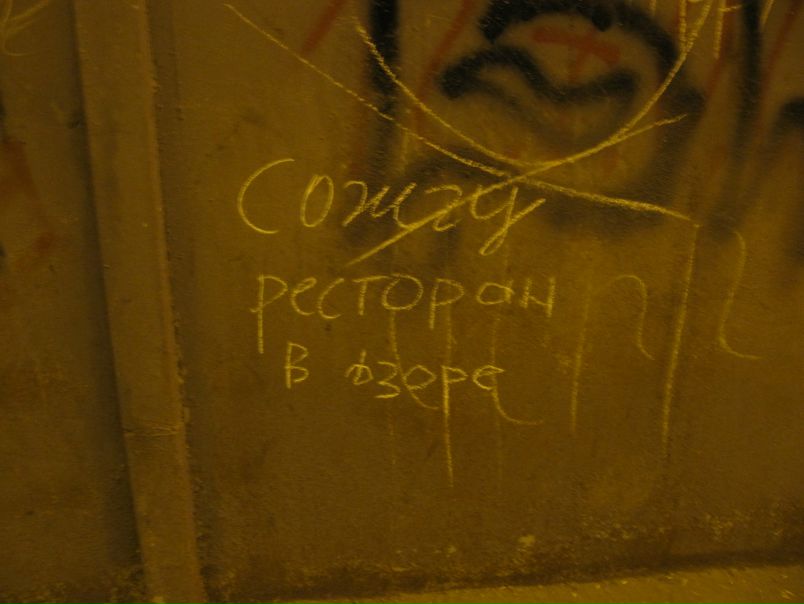 Сожгу
ресторан
в озере